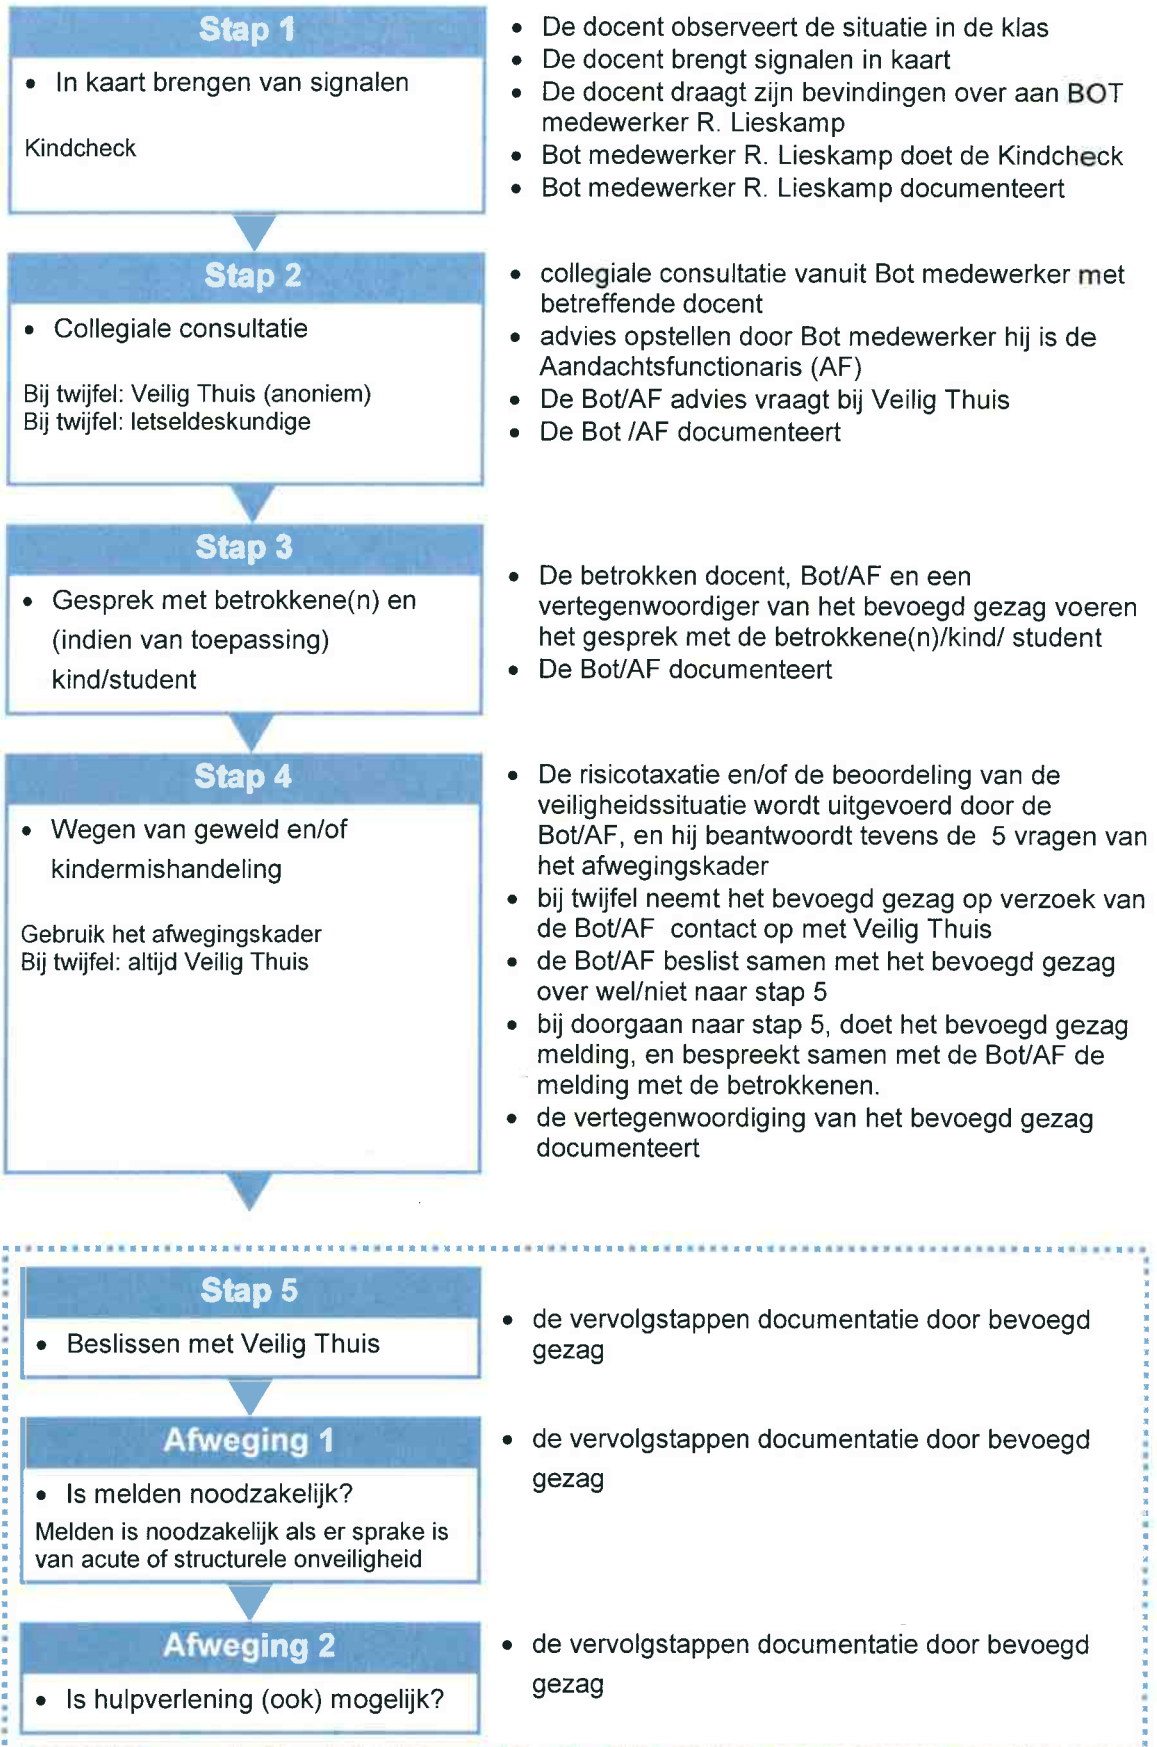 Stap 1
• In kaart brengen van signalen
Kindcheck
• De docent observeert de situatie in de klas
• De docent brengt signalen in kaart
• De docent draagt zijn bevindingen over aan BOT
medewerker R. Lieskamp
• Bot medewerker R. Lieskamp doet de Kindcheck
• Bot medewerker R. Lieskamp documenteert
Stap 2
• Collegiale consultatie
Bij twijfel: Veilig Thuis (anoniem)
Bij twijfel: letseldeskundige
• collegiale consultatie vanuit Bot medewerker met
betreffende docent
• advies opstellen door Bot medewerker hij is de
Aandachtsfunctionaris (AF)
• De Bot/AF advies vraagt bij Veilig Thuis
• De Bot /AF documenteert
Stap 3
• Gesprek met betrokkene(n) en
(indien van toepassing)
kind/student
• De betrokken docent, Bot/AF en een
vertegenwoordiger van het bevoegd gezag voeren
het gesprek met de betrokkene(n)/kind/ student
• De Bot/AF documenteert
Stap 4
• Wegen van geweld en/of
kindermishandeling
Gebruik het afwegingskader
Bij twijfel: altijd Veilig Thuis
• De risicotaxatie en/of de beoordeling van de
veiligheidssituatie wordt uitgevoerd door de
Bot/AF, en hij beantwoordt tevens de 5 vragen van
het afwegingskader
• bij twijfel neemt het bevoegd gezag op verzoek van
de Bot/AF contact op met Veilig Thuis
• de Bot/AF beslist samen met het bevoegd gezag
over wel/niet naar stap 5
• bij doorgaan naar stap 5, doet het bevoegd gezag
melding, en bespreekt samen met de Bot/AF de
melding met de betrokkenen.
• de vertegenwoordiging van het bevoegd gezag
documenteert
Stap 5
• Beslissen met Veilig Thuis
• de vervolgstappen documentatie door bevoegd
gezag
Afweging 1
• Is melden noodzakelijk?
Melden is noodzakelijk als er sprake is
van acute of structurele onveiligheid
• de vervolgstappen documentatie door bevoegd
gezag
Afweging 2
• Is hulpverlening (ook) mogelijk?
• de vervolgstappen documentatie door bevoegd
gezag